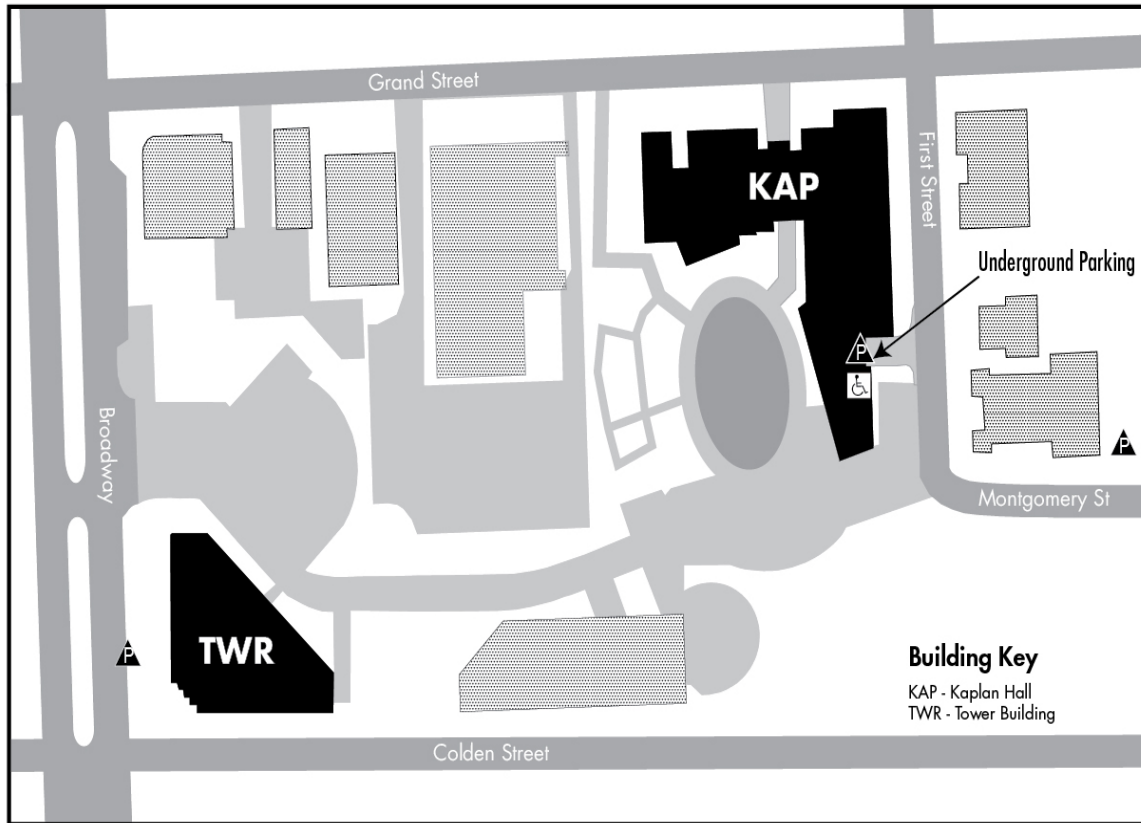 Grand Street
First Street
KAP
Underground Parking
P
P
Broadway
Montgomery St
TWR
P
Building Key
KAP - Kaplan Hall
TWR - Tower Building
Colden Street